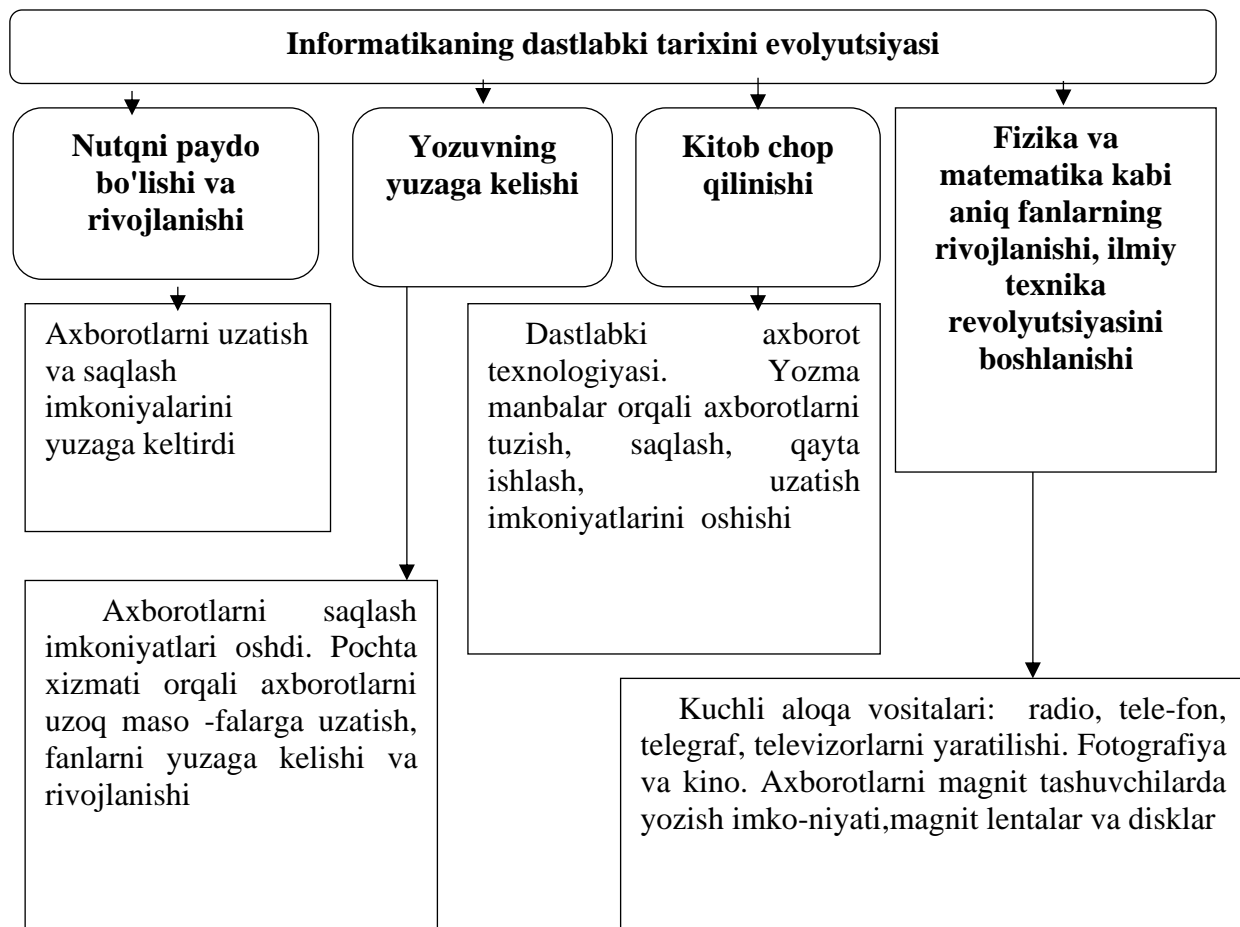 Informatikaning dastlabki tarixini evolyutsiyasi
Nutqni paydo
bo'lishi va
rivojlanishi
Yozuvning
yuzaga kelishi
Kitob chop
qilinishi
Fizika va
matematika kabi
aniq fanlarning
rivojlanishi, ilmiy
texnika
revolyutsiyasini
boshlanishi
Axborotlarni uzatish
va saqlash
imkoniyalarini
yuzaga keltirdi
Dastlabki axborot
texnologiyasi. Yozma
manbalar orqali axborotlarni
tuzish, saqlash, qayta
ishlash, uzatish
imkoniyatlarini oshishi
Axborotlarni saqlash
imkoniyatlari oshdi. Pochta
xizmati orqali axborotlarni
uzoq maso -falarga uzatish,
fanlarni yuzaga kelishi va
rivojlanishi
Kuchli aloqa vositalari: radio, tele-fon,
telegraf, televizorlarni yaratilishi. Fotografiya
va kino. Axborotlarni magnit tashuvchilarda
yozish imko-niyati,magnit lentalar va disklar